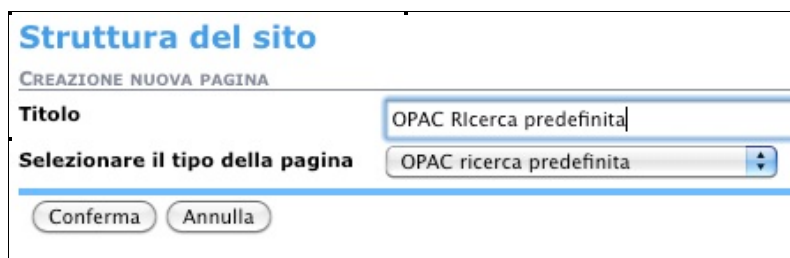 Struttura del sito
CREAZIONE NUOVA PAGINA
Titolo OPAC RIcerca predefinita
Selezionare il tipo della pagina OPAC ricerca predefinita
Conferma Annulla